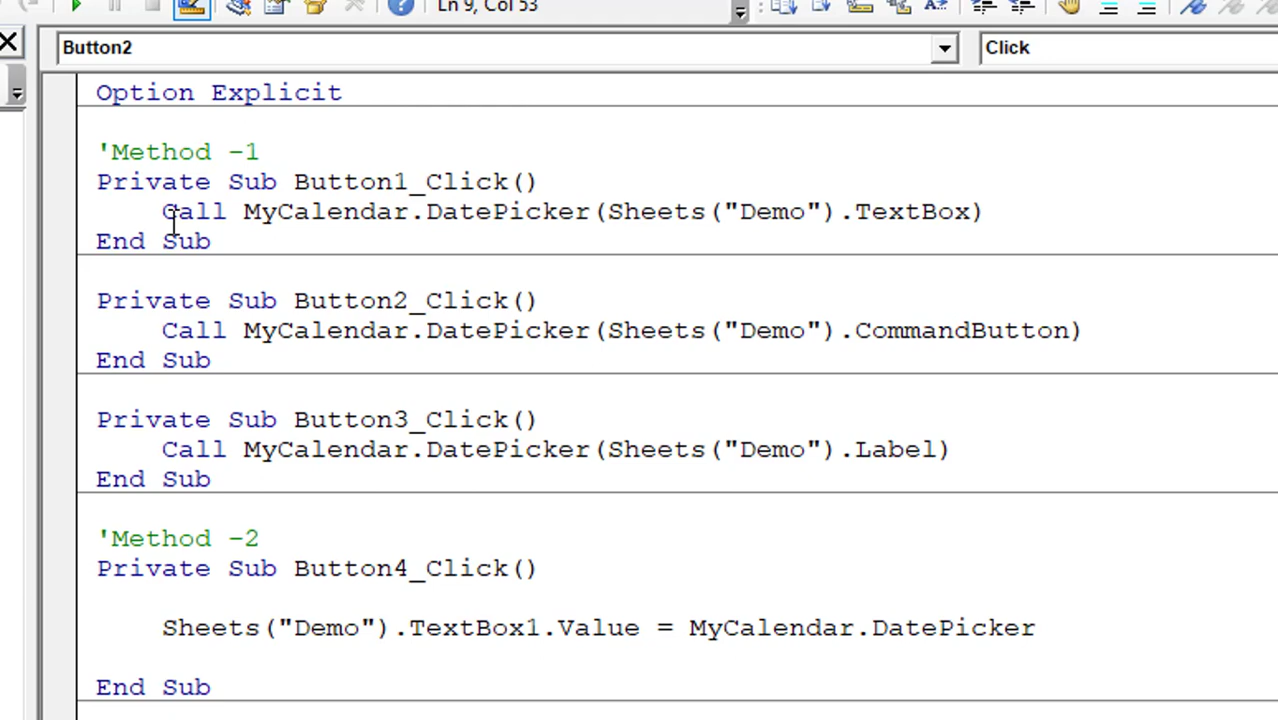 Ln 9, Col 53
Button2
Click
Option Explicit
'Method -1
Private Sub Button1_Click()
Call MyCalendar.DatePicker(Sheets("Demo").TextBox)
End Sub
Private Sub Button2_Click()
Call MyCalendar.DatePicker(Sheets("Demo").CommandButton)
End Sub
Private Sub Button3_Click()
Call MyCalendar.DatePicker(Sheets("Demo").Label)
End Sub
'Method -2
Private Sub Button4_Click()
Sheets("Demo").TextBox1.Value = MyCalendar.DatePicker
End Sub